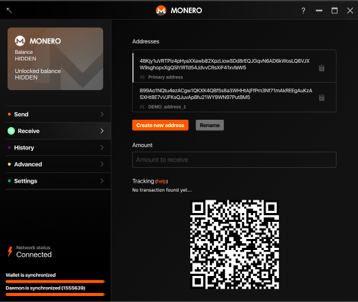 MONERO
MONERO
Balance
HIDDEN
Unlocked balance
HIDDEN
Send
Receive
History
Advanced
Settings
Network status
Connected
Wallet is synchronized
Daemon is synchronized (1555639)
Addresses
#0 Primary address
#1 DEMO, address_1
Create new address
Rename
Amount
Amount to receive
Tracking (help)
No transaction found yet...